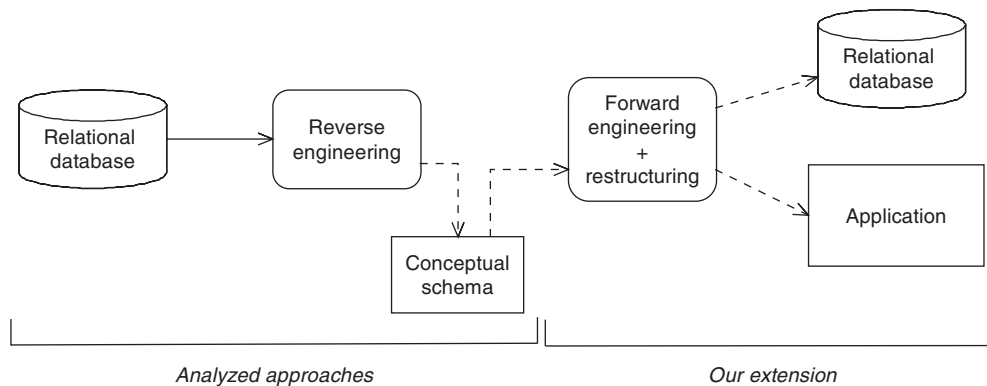 Relational
database
Reverse
engineering
Conceptual
schema
Forward
engineering
+
restructuring
Relational
database
Application
Analyzed approaches
Our extension